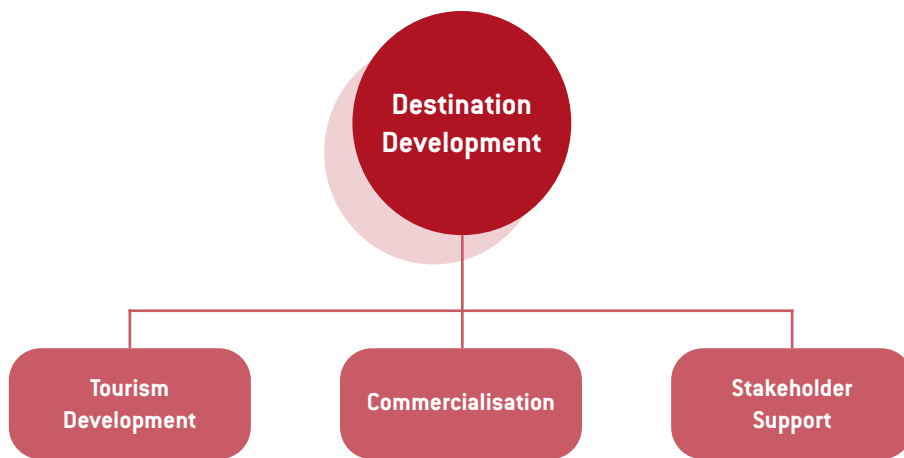 Destination
Development
Tourism
Development
Commercialisation
Stakeholder
Support